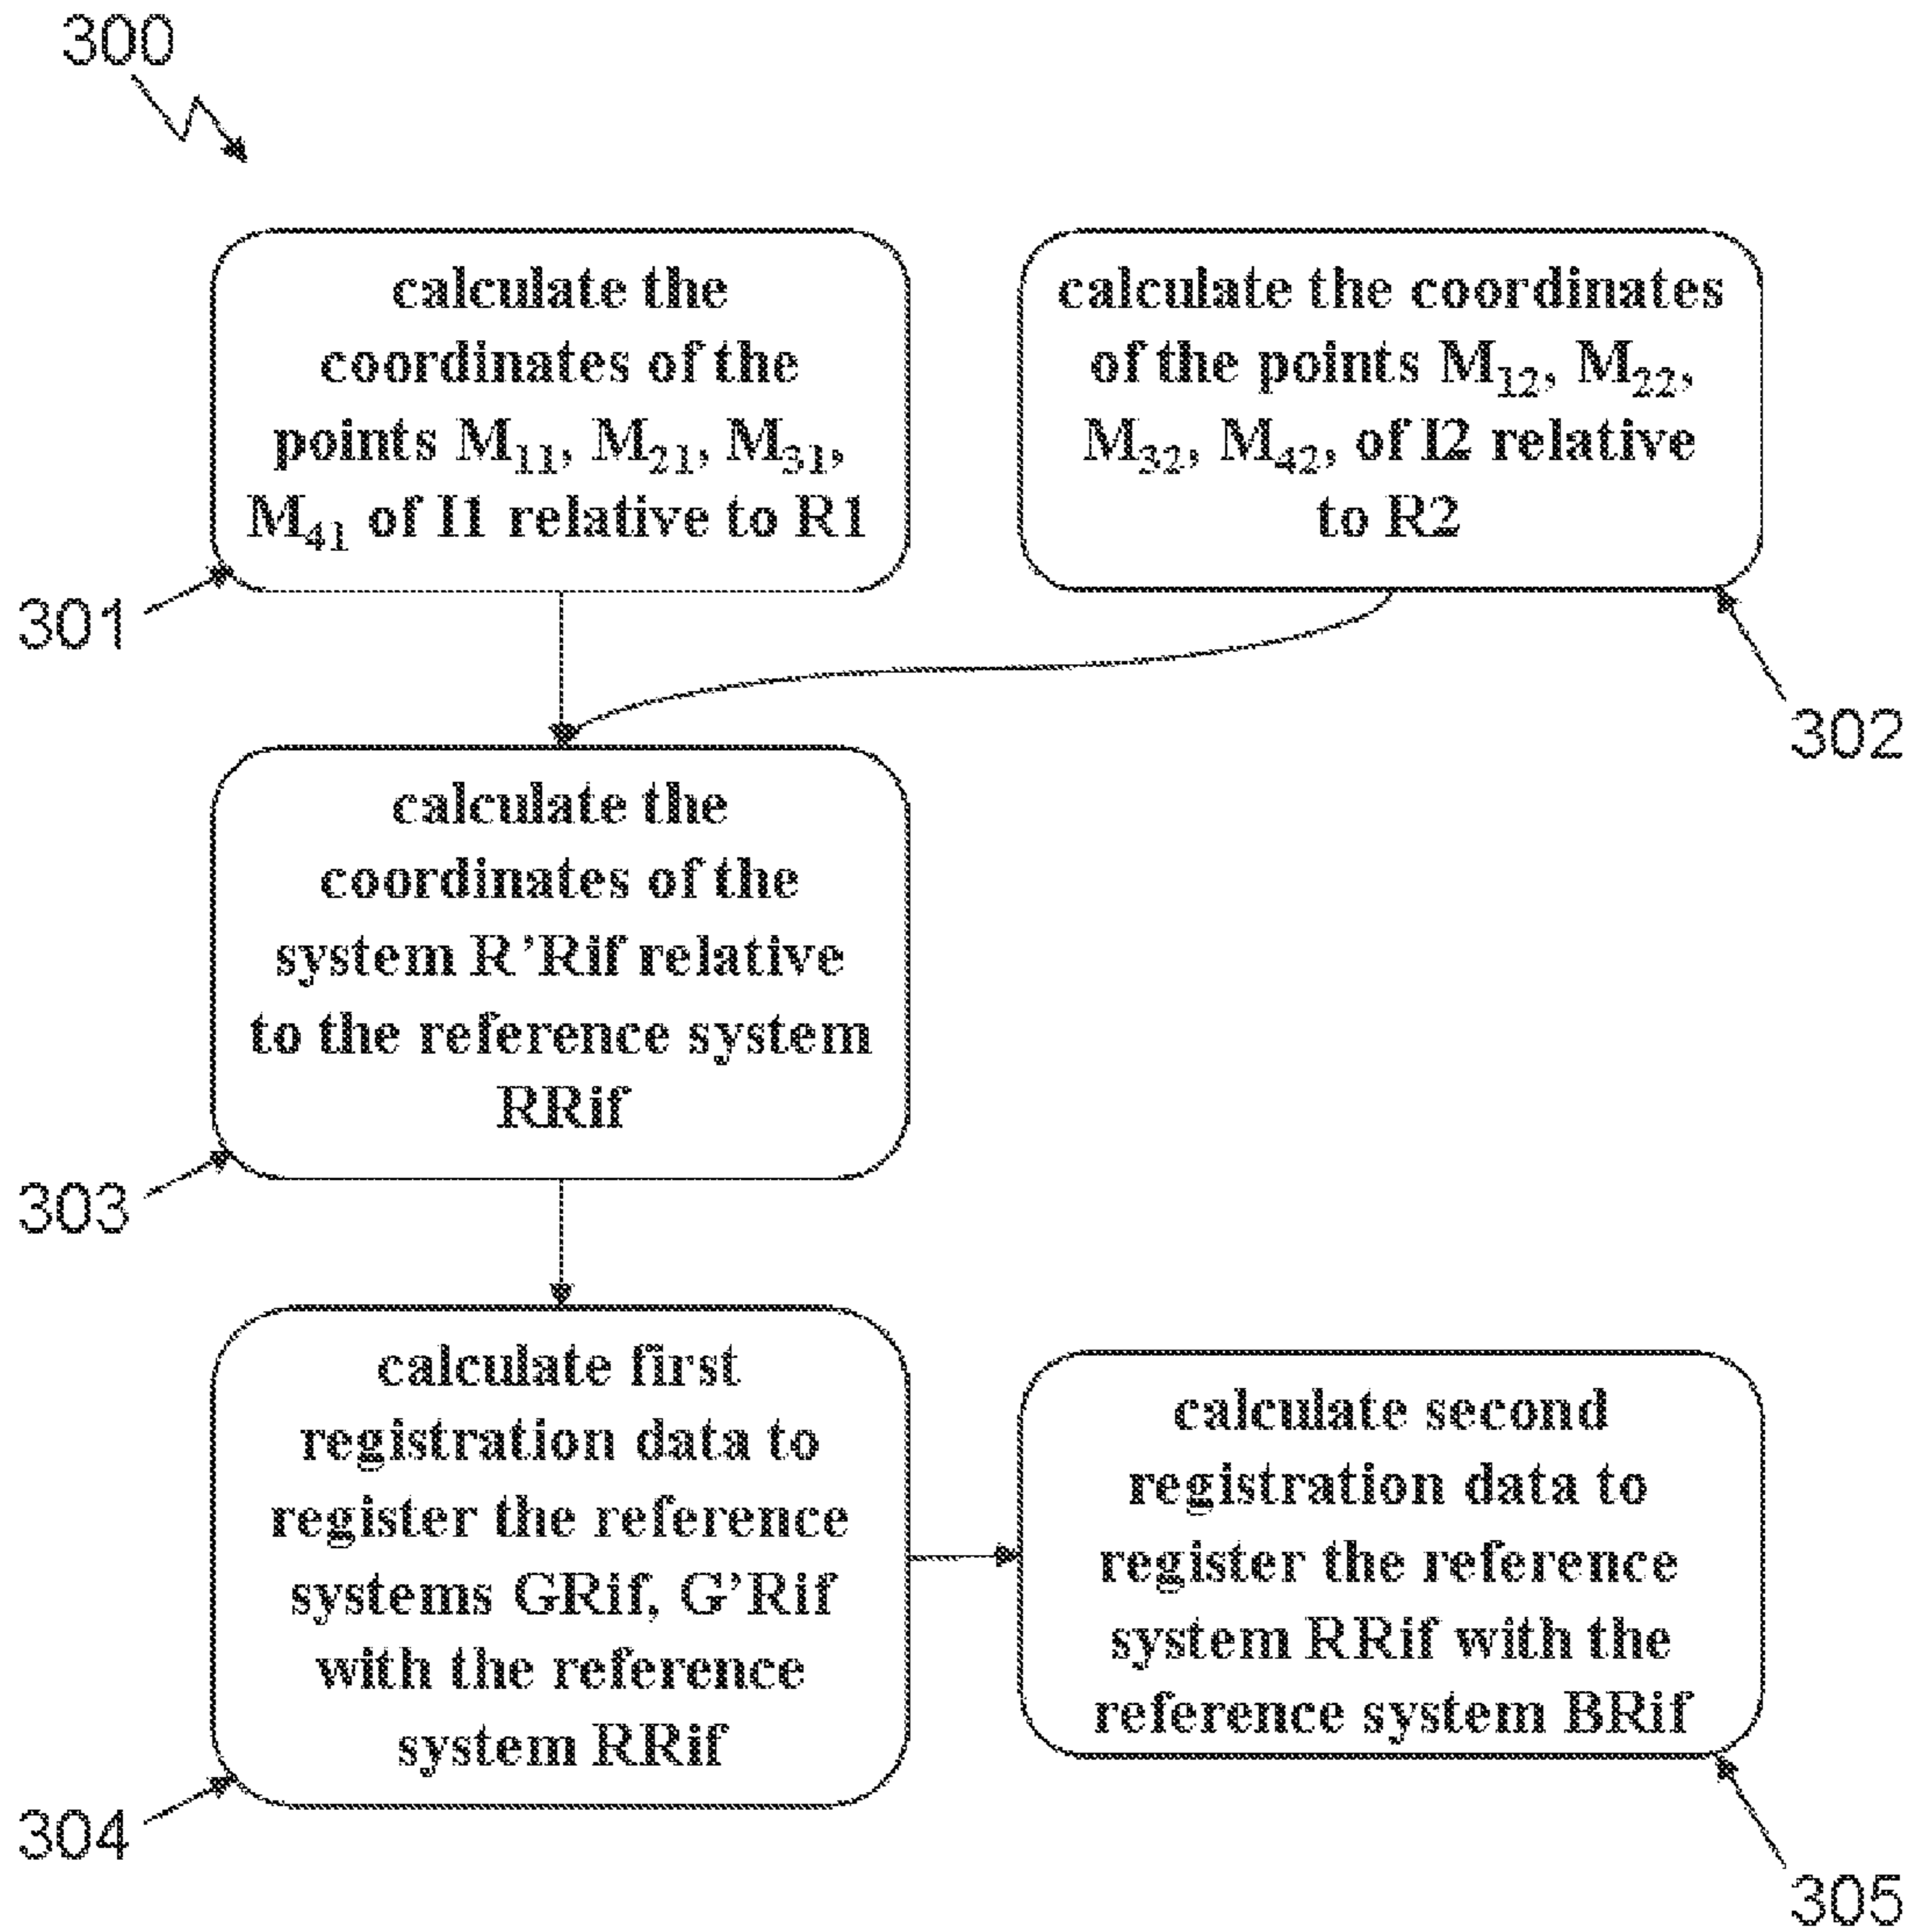 300
calculate the
coordinates of the
points M₁₁, M₂₁, M₃₁,
M₄₁ of I1 relative to R1
301
calculate the coordinates
of the points M₁₂, M₂₂,
M₃₂, M₄₂, of I2 relative
to R2
302
calculate the
coordinates of the
system R’Rif relative
to the reference system
RRif
303
calculate first
registration data to
register the reference
systems GRif, G’Rif
with the reference
system RRif
304
calculate second
registration data to
register the reference
system RRif with the
reference system BRif
305